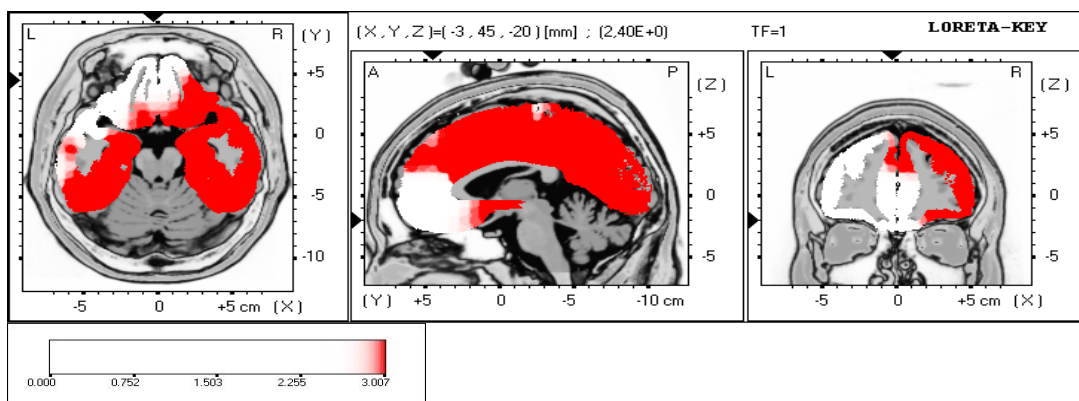 (X,Y,Z)=(-3,45,-20)[mm] ; (2,40E+0) TF=1 LORETA-KEY
L R (Y)
+5
0
-5
-10
-5 0 +5 cm (X)
A P (Z)
+5
0
-5
(Y) +5 0 -5 -10 cm
L R (Z)
+5
0
-5
-5 0 +5 cm (X)
0.000 0.752 1.503 2.255 3.007